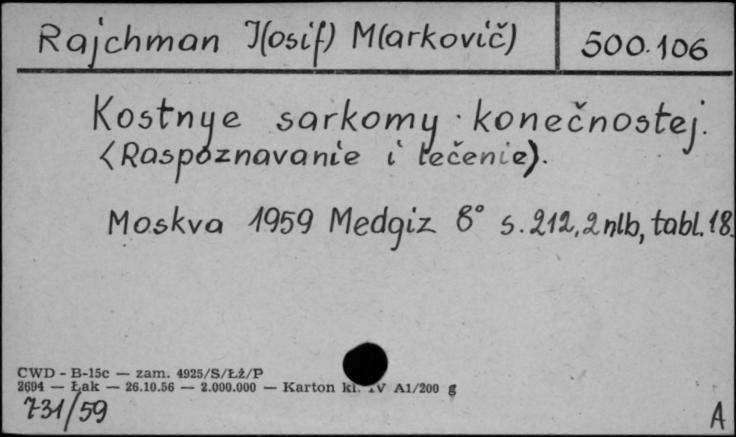 Rajchman J(osif) M(arkovič) 500.106
Kostnye sarkomy konečnostej.
<Raspoznavanie i lečenie).
Moskva 1959 Medgiz 8° s. 212, 2 nlb, tabl. 18.
CWD - B-15c — zam. 4925/S/Łż/P
2694 — Łak — 26.10.56 — 2.000.000 — Karton kl. IV A1/200 g
731/59
A